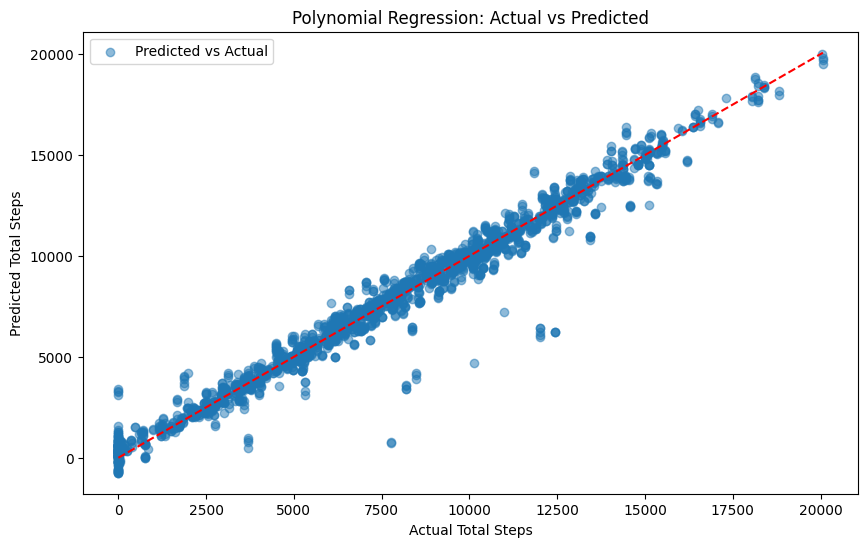 Polynomial Regression: Actual vs Predicted
Predicted vs Actual
Predicted Total Steps
20000
15000
10000
5000
0
0 2500 5000 7500 10000 12500 15000 17500 20000
Actual Total Steps